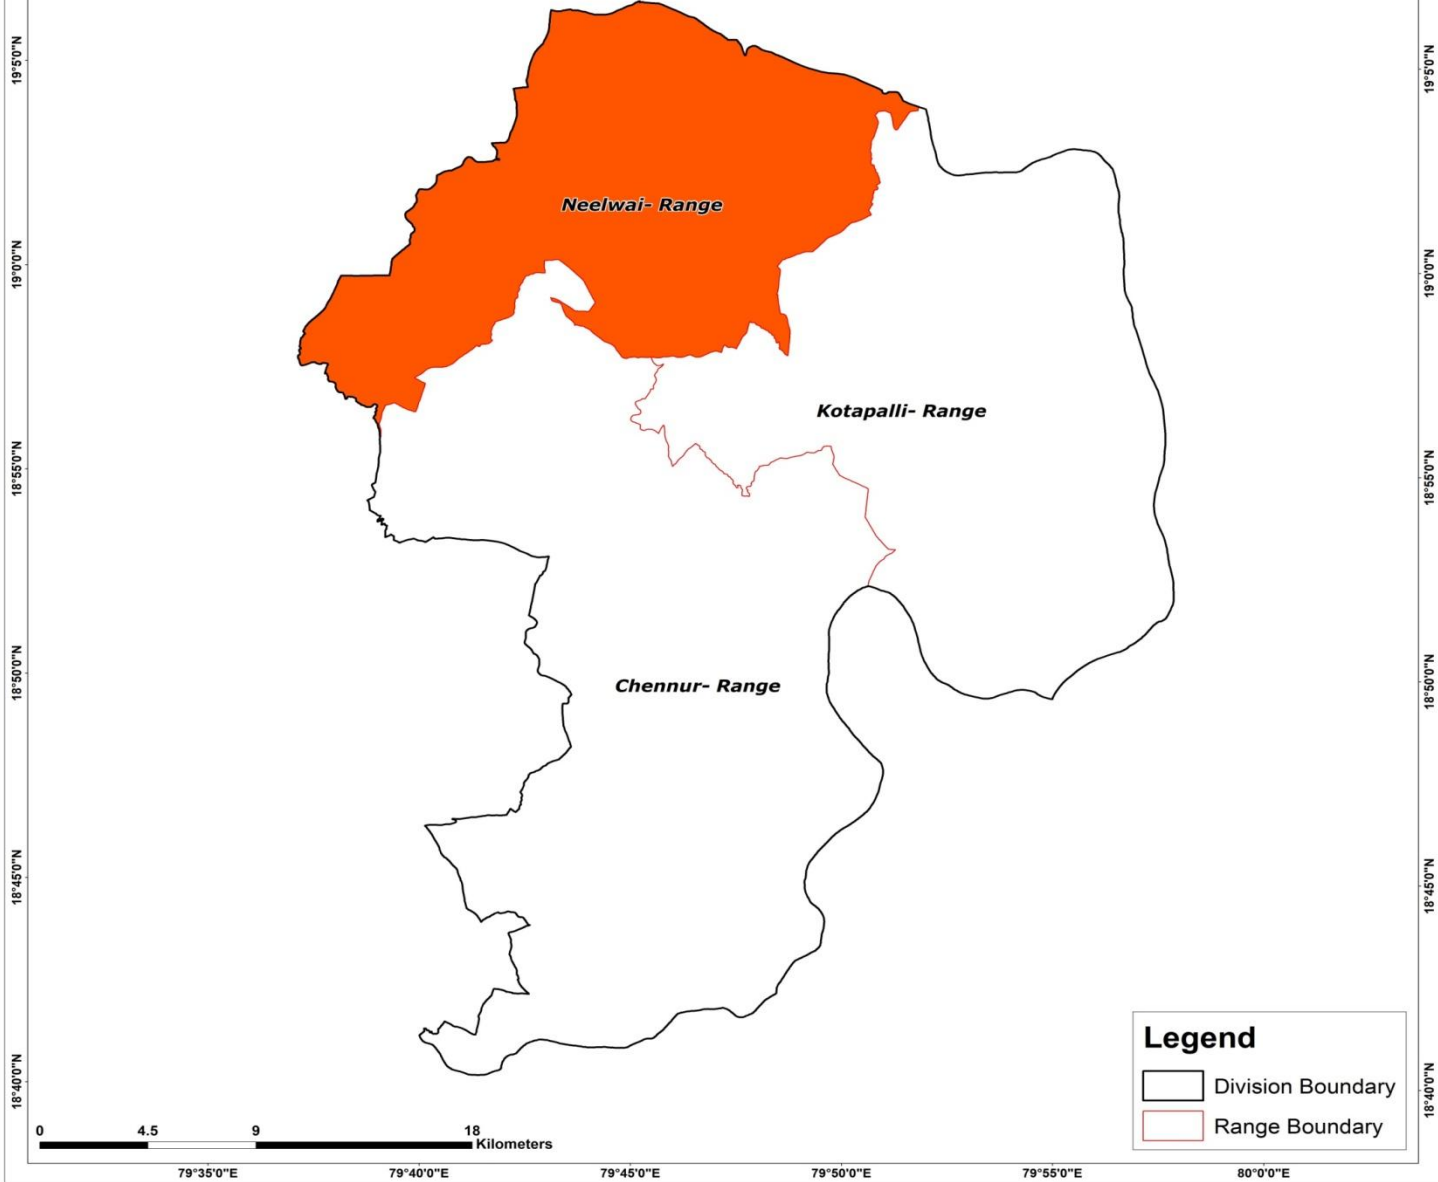 19°5'0"N
19°5'0"N
Neelwai- Range
19°0'0"N
19°0'0"N
Kotapalli- Range
18°55'0"N
18°55'0"N
Chennur- Range
18°50'0"N
18°50'0"N
18°45'0"N
18°45'0"N
Legend
Division Boundary
Range Boundary
18°40'0"N
18°40'0"N
0 4.5 9 18
Kilometers
79°35'0"E 79°40'0"E 79°45'0"E 79°50'0"E 79°55'0"E 80°0'0"E